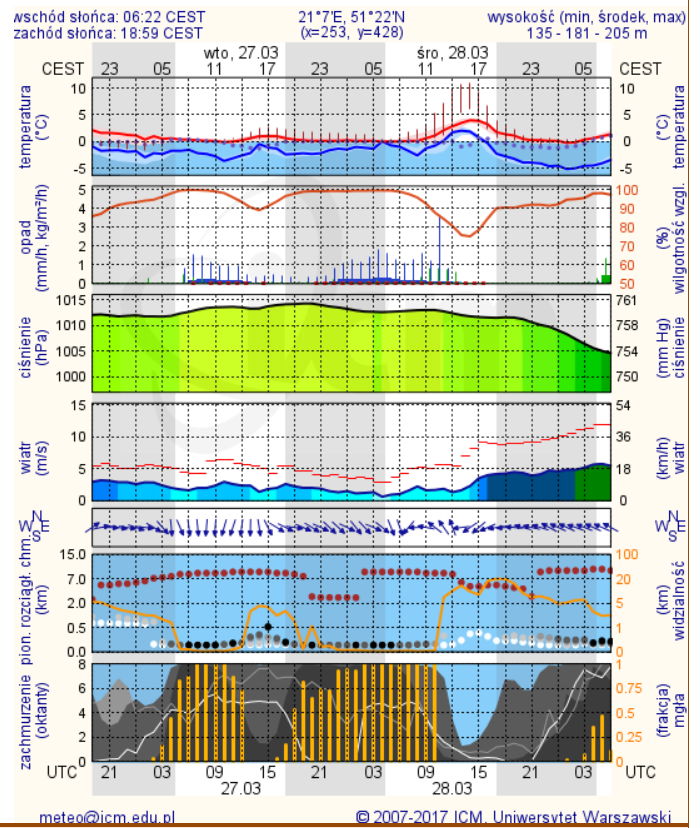 wschód słońca: 06:22 CEST 21°7'E, 51°22'N wysokość (min, środek, max)
zachód słońca: 18:59 CEST (x=253, y=428) 135 - 181 - 205 m
wto, 27.03 śro, 28.03
CEST 23 05 11 17 23 05 11 17 23 05 CEST
temperatura
(°C)
10
5
0
-5
10
5
0
-5
(°C)
temperatura
opad
(mm/h, kg/m²/h)
5
4
3
2
1
0
100
90
80
70
60
50
(%)
wilgotność wzgl.
ciśnienie
(hPa)
1015
1010
1005
1000
761
758
754
750
(mm Hg)
ciśnienie
wiatr
(m/s)
15
10
5
0
54
36
18
0
(km/h)
wiatr
N
W E
S
N
W E
S
pion. rozciągł. chm.
(km)
15.0
7.0
2.0
0.5
0.0
100
20
5
1
0
(km)
widzialność
zachmurzenie
(oktanty)
8
6
4
2
0
1
0.75
0.5
0.25
0
(frakcja)
mgła
UTC 21 03 09 15 21 03 09 15 21 03 UTC
27.03 28.03
meteo@icm.edu.pl © 2007-2017 ICM, Uniwersytet Warszawski